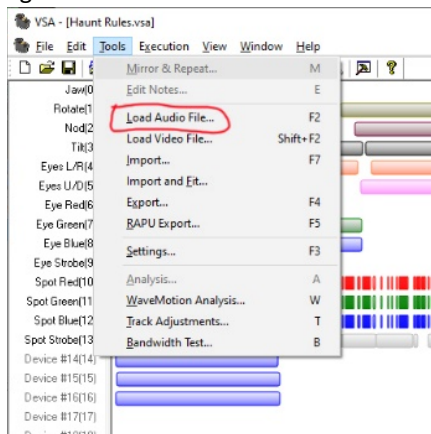 VSA - [Haunt Rules.vsa]
File Edit Tools Execution View Window Help
Mirror & Repeat... M
Edit Notes... E
Load Audio File... F2
Load Video File... Shift+F2
Import... F7
Import and Fit...
Export... F4
RAPU Export... F5
Settings... F3
Analysis... A
WaveMotion Analysis... W
Track Adjustments... T
Bandwidth Test... B
Jaw(0
Rotate(1
Nod(2
Tilt(3
Eyes L/R(4
Eyes U/D(5
Eye Red(6
Eye Green(7
Eye Blue(8
Eye Strobe(9
Spot Red(10
Spot Green(11
Spot Blue(12
Spot Strobe(13
Device #14(14)
Device #15(15)
Device #16(16)
Device #17(17)